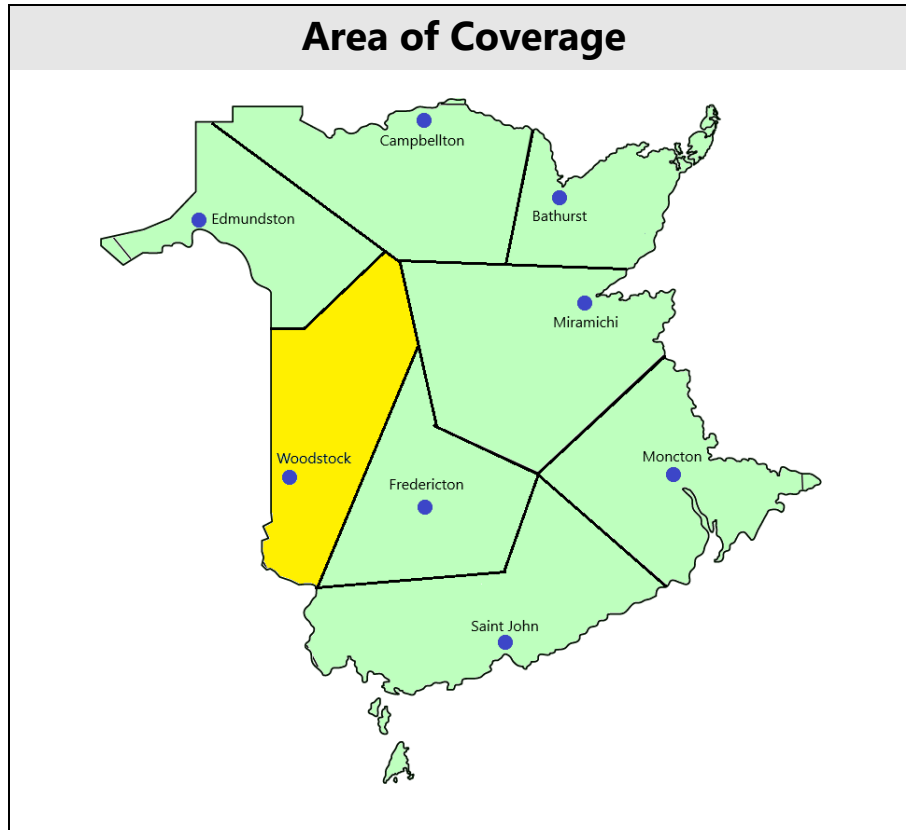 Area of Coverage
Campbellton
Bathurst
Edmundston
Miramichi
Woodstock
Moncton
Fredericton
Saint John